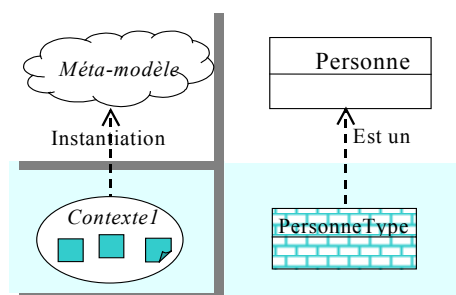 Méta-modèle
Personne
Instantiation
Est un
Contexte1
PersonneType